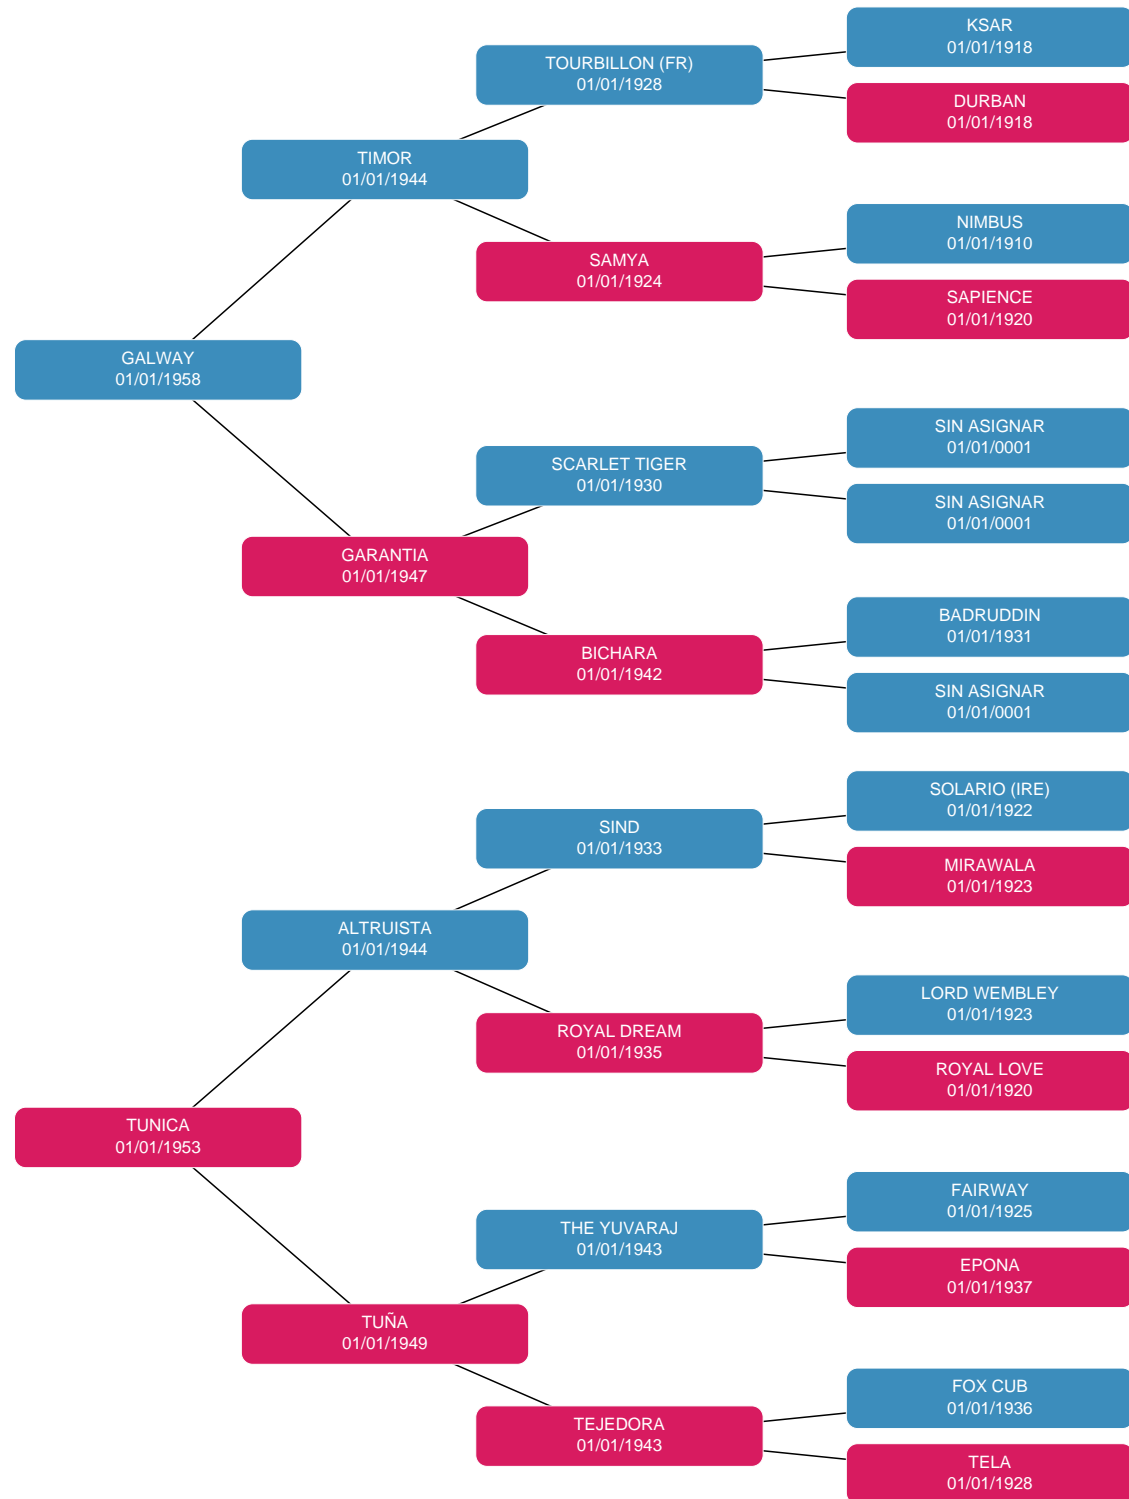 KSAR
01/01/1918
TOURBILLON (FR)
01/01/1928
DURBAN
01/01/1918
TIMOR
01/01/1944
NIMBUS
01/01/1910
SAMYA
01/01/1924
SAPIENCE
01/01/1920
GALWAY
01/01/1958
SIN ASIGNAR
01/01/0001
SCARLET TIGER
01/01/1930
SIN ASIGNAR
01/01/0001
GARANTIA
01/01/1947
BADRUDDIN
01/01/1931
BICHARA
01/01/1942
SIN ASIGNAR
01/01/0001
SOLARIO (IRE)
01/01/1922
SIND
01/01/1933
MIRAWALA
01/01/1923
ALTRUISTA
01/01/1944
LORD WEMBLEY
01/01/1923
ROYAL DREAM
01/01/1935
ROYAL LOVE
01/01/1920
TUNICA
01/01/1953
FAIRWAY
01/01/1925
THE YUVARAJ
01/01/1943
EPONA
01/01/1937
TUÑA
01/01/1949
FOX CUB
01/01/1936
TEJEDORA
01/01/1943
TELA
01/01/1928